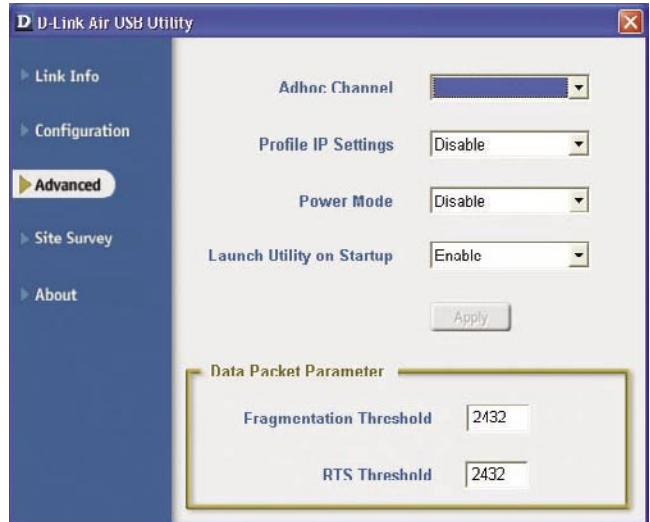 D D-Link Air USB Utility
Link Info
Configuration
Advanced
Site Survey
About
Adhoc Channel
Profile IP Settings Disable
Power Mode Disable
Launch Utility on Startup Enable
Apply
Data Packet Parameter
Fragmentation Threshold 2432
RTS Threshold 2432